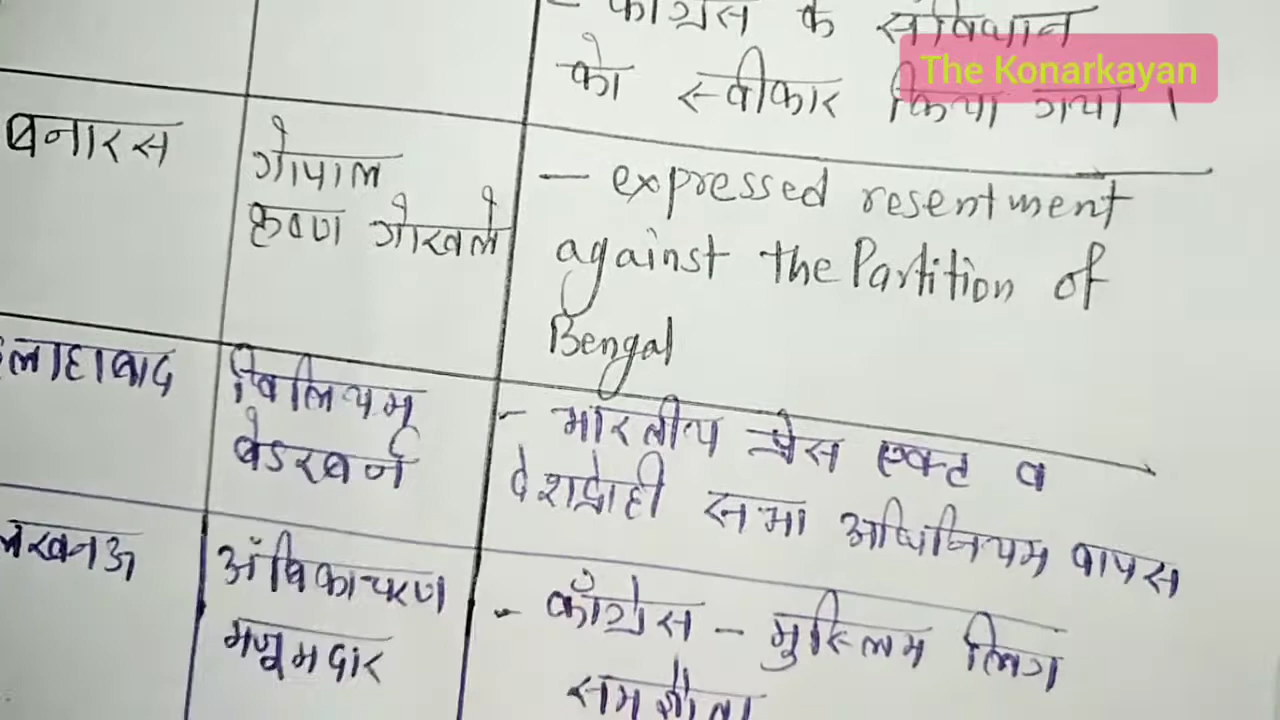 - काँग्रेस के संविधान
The Konarkayan
को स्वीकार किया गया ।
बनारस
गोपाल
कृष्ण गोखले
- expressed resentment
against the Partition of
Bengal
इलाहाबाद
विलियम
वेडरबर्न
- भारतीय प्रेस एक्ट व
देशद्रोही सभा अधिनियम वापस
लखनऊ
अंबिकाचरण
मजूमदार
- काँग्रेस - मुस्लिम लिग
समझौता